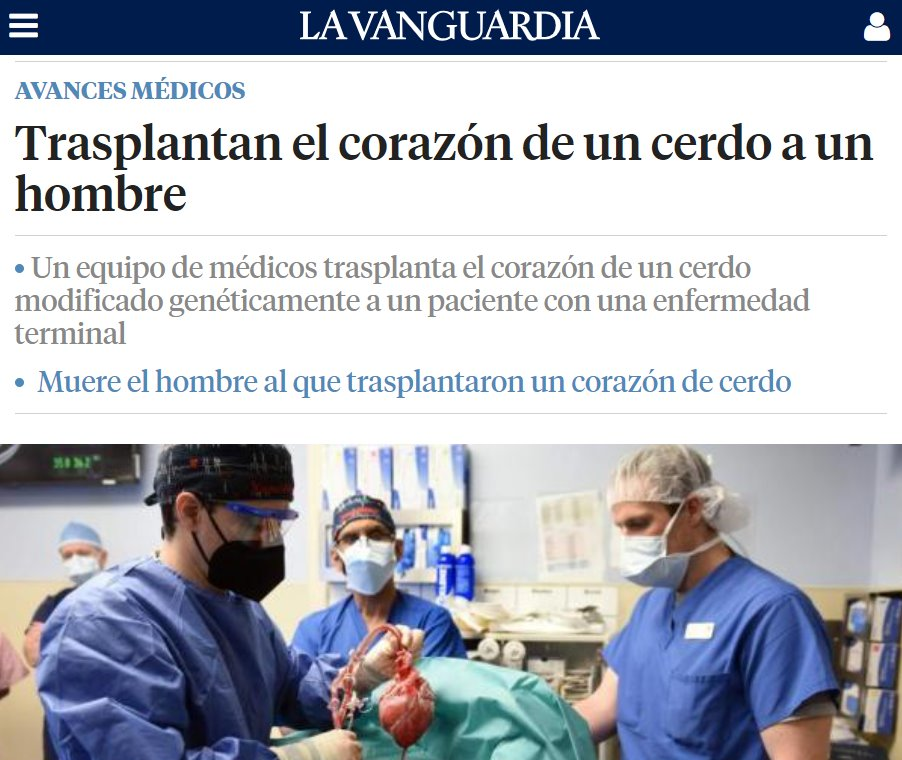 LA VANGUARDIA
AVANCES MÉDICOS
Trasplantan el corazón de un cerdo a un
hombre
• Un equipo de médicos trasplanta el corazón de un cerdo
modificado genéticamente a un paciente con una enfermedad
terminal
• Muere el hombre al que trasplantaron un corazón de cerdo